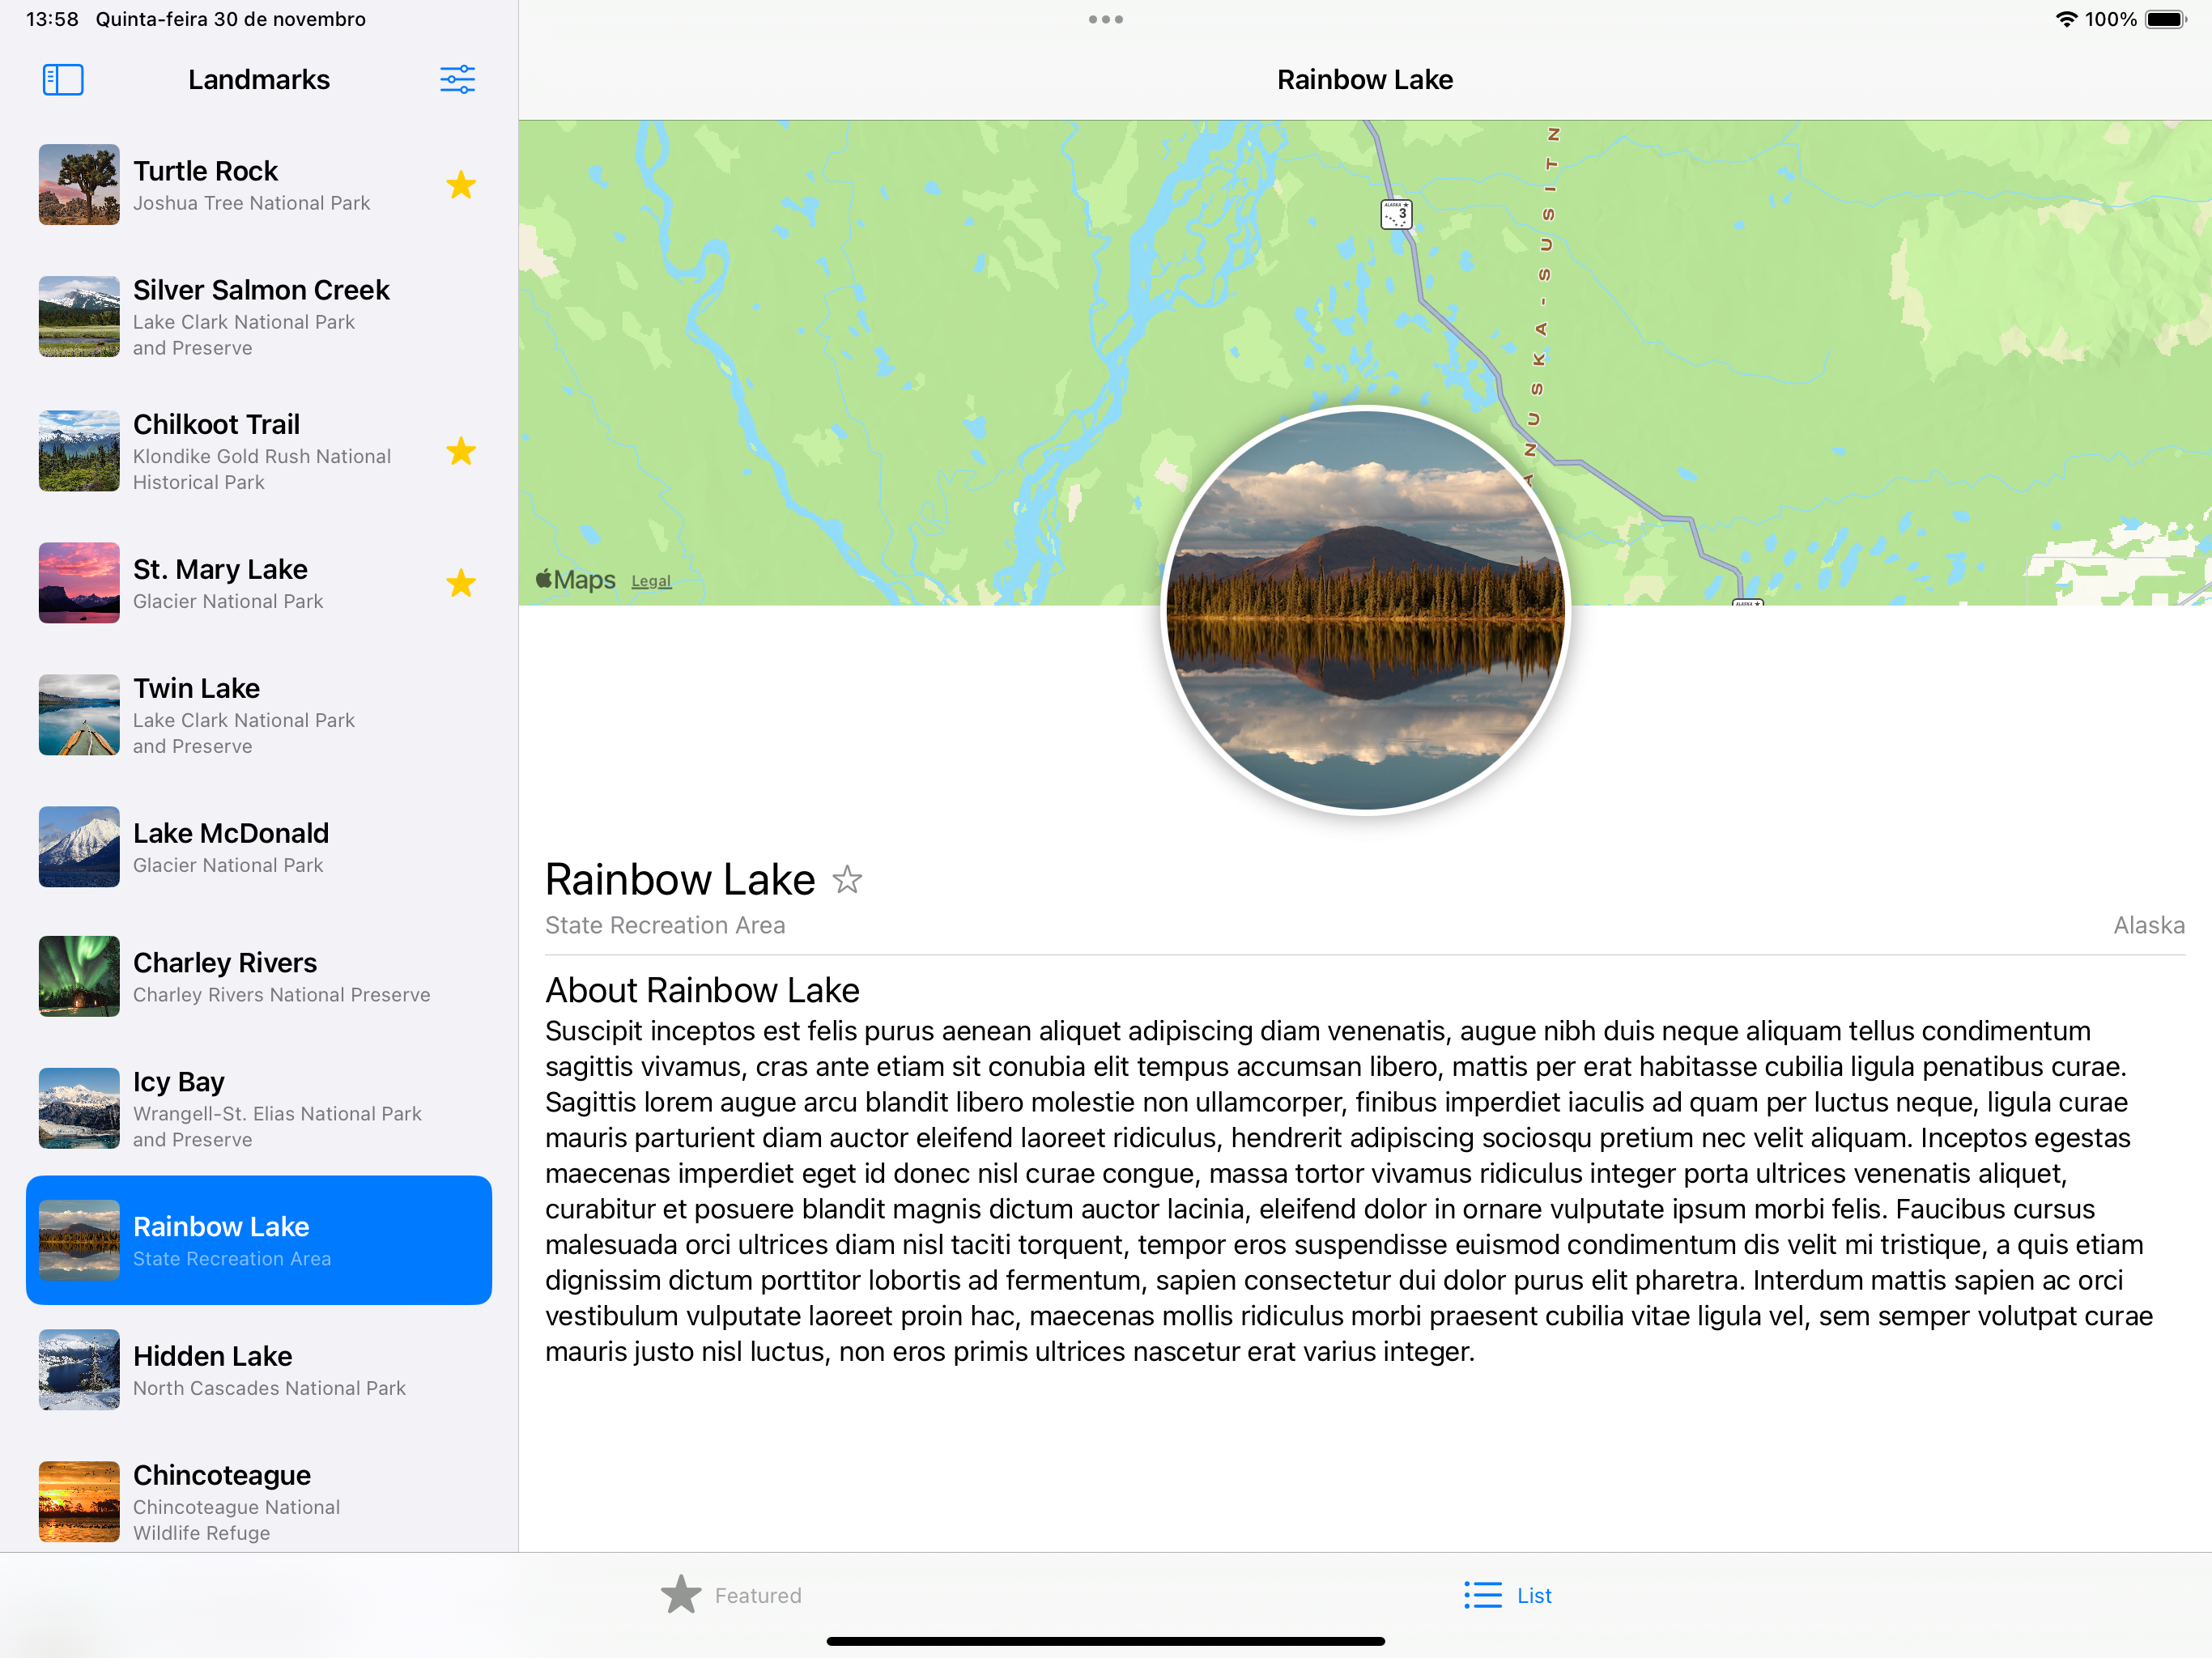 13:58 Quinta-feira 30 de novembro
100%
Landmarks
Turtle Rock
Joshua Tree National Park
Silver Salmon Creek
Lake Clark National Park
and Preserve
Chilkoot Trail
Klondike Gold Rush National
Historical Park
St. Mary Lake
Glacier National Park
Twin Lake
Lake Clark National Park
and Preserve
Lake McDonald
Glacier National Park
Charley Rivers
Charley Rivers National Preserve
Icy Bay
Wrangell-St. Elias National Park
and Preserve
Rainbow Lake
State Recreation Area
Hidden Lake
North Cascades National Park
Chincoteague
Chincoteague National
Wildlife Refuge
Rainbow Lake
ALASKA
3
ANUSKA-SUSITN
Maps Legal
ALASKA
Rainbow Lake
State Recreation Area
Alaska
About Rainbow Lake
Suscipit inceptos est felis purus aenean aliquet adipiscing diam venenatis, augue nibh duis neque aliquam tellus condimentum
sagittis vivamus, cras ante etiam sit conubia elit tempus accumsan libero, mattis per erat habitasse cubilia ligula penatibus curae.
Sagittis lorem augue arcu blandit libero molestie non ullamcorper, finibus imperdiet iaculis ad quam per luctus neque, ligula curae
mauris parturient diam auctor eleifend laoreet ridiculus, hendrerit adipiscing sociosqu pretium nec velit aliquam. Inceptos egestas
maecenas imperdiet eget id donec nisl curae congue, massa tortor vivamus ridiculus integer porta ultrices venenatis aliquet,
curabitur et posuere blandit magnis dictum auctor lacinia, eleifend dolor in ornare vulputate ipsum morbi felis. Faucibus cursus
malesuada orci ultrices diam nisl taciti torquent, tempor eros suspendisse euismod condimentum dis velit mi tristique, a quis etiam
dignissim dictum porttitor lobortis ad fermentum, sapien consectetur dui dolor purus elit pharetra. Interdum mattis sapien ac orci
vestibulum vulputate laoreet proin hac, maecenas mollis ridiculus morbi praesent cubilia vitae ligula vel, sem semper volutpat curae
mauris justo nisl luctus, non eros primis ultrices nascetur erat varius integer.
Featured
List